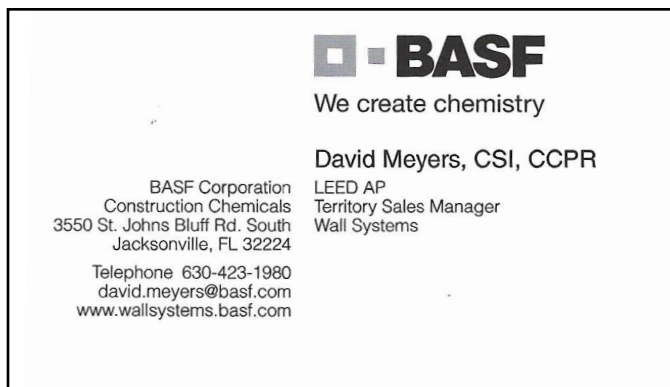 BASF
We create chemistry
David Meyers, CSI, CCPR
LEED AP
Territory Sales Manager
Wall Systems
BASF Corporation
Construction Chemicals
3550 St. Johns Bluff Rd. South
Jacksonville, FL 32224
Telephone 630-423-1980
david.meyers@basf.com
www.wallsystems.basf.com